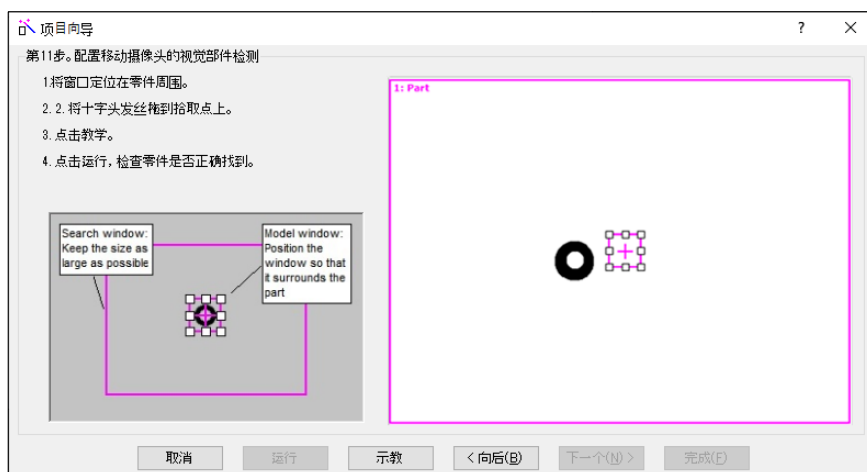 项目向导
? ×
第11步。配置移动摄像头的视觉部件检测
1.将窗口定位在零件周围。
2. 2. 将十字头发丝拖到拾取点上。
3. 点击教学。
4. 点击运行，检查零件是否正确找到。
Search window:
Keep the size as
large as possible
Model window:
Position the
window so that
it surrounds the
part
1: Part
取消
运行
示教
< 向后(B)
下一个(N) >
完成(F)